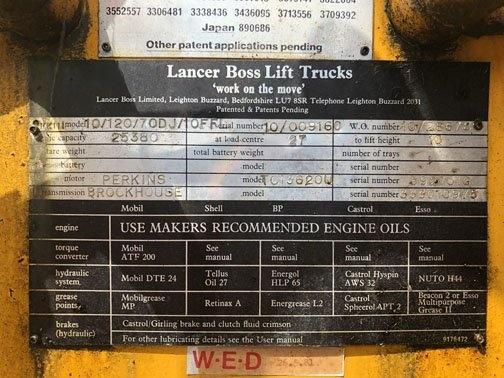 3552557 3306481 3338436 3436095 3713556 3709392
Japan 890686
Other patent applications pending
Lancer Boss Lift Trucks
'work on the move'
Lancer Boss Limited, Leighton Buzzard, Bedfordshire LU7 8SR Telephone Leighton Buzzard 2031
Patented & Patents Pending
model 10/120/70DJ/10FF serial number 10/009160 W.O. number
capacity 25380 at load-centre 27 to lift height
weight total battery weight number of trays
battery model serial number
motor PERKINS model serial number
transmission BROCKHOUSE model serial number
Mobil Shell BP Castrol Esso
engine USE MAKERS RECOMMENDED ENGINE OILS
torque converter Mobil ATF 200 See manual See manual See manual See manual
hydraulic system Mobil DTE 24 Tellus Oil 27 Energol HLP 65 Castrol Hyspin AWS 32 NUTO H44
grease points Mobilgrease MP Retinax A Energrease L2 Castrol Spheerol APT 2 Beacon 2 or Esso Multipurpose Grease H
brakes (hydraulic) Castrol/Girling brake and clutch fluid crimson
For other lubricating details see the User manual 9176472
W·E·D